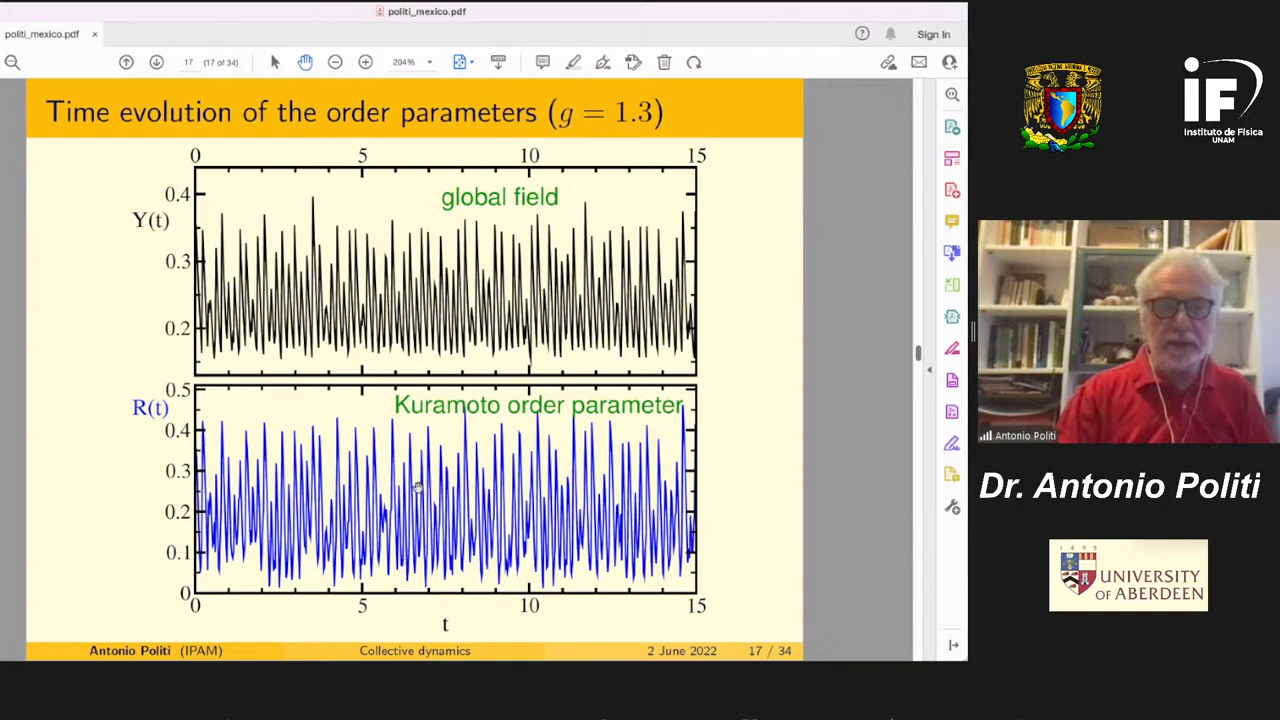 politi_mexico.pdf
politi_mexico.pdf ×
Sign In
17 (17 of 34) 204%
Time evolution of the order parameters (g = 1.3)
0 5 10 15
0.4
global field
Y(t)
0.3
0.2
0.5
R(t)
Kuramoto order parameter
0.4
0.3
0.2
0.1
0
0 5 10 15
t
Antonio Politi (IPAM) Collective dynamics 2 June 2022 17 / 34
iF
Instituto de Física
UNAM
Antonio Politi
Dr. Antonio Politi
1495
UNIVERSITY
OF ABERDEEN